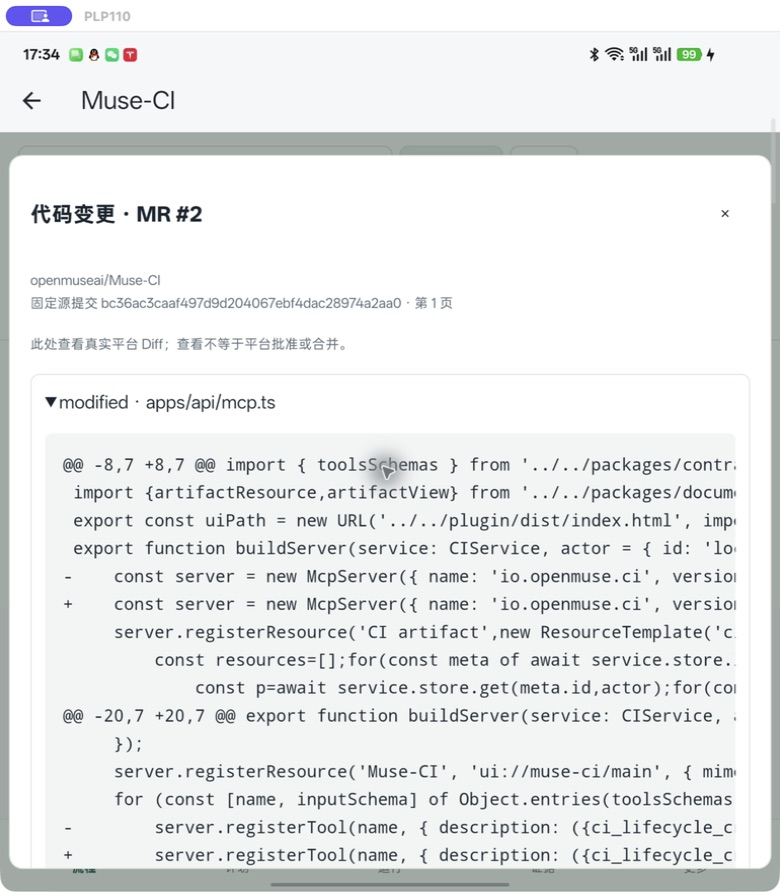 PLP110
17:34
99
Muse-CI
代码变更 · MR #2
×
openmuseai/Muse-CI
固定源提交 bc36ac3caaf497d9d204067ebf4dac28974a2aa0 · 第 1 页
此处查看真实平台 Diff；查看不等于平台批准或合并。
▼modified · apps/api/mcp.ts
@@ -8,7 +8,7 @@ import { toolsSchemas } from '../../packages/contra
import {artifactResource,artifactView} from '../../packages/docume
export const uiPath = new URL('../../plugin/dist/index.html', impo
export function buildServer(service: CIService, actor = { id: 'lo
- const server = new McpServer({ name: 'io.openmuse.ci', version
+ const server = new McpServer({ name: 'io.openmuse.ci', version
server.registerResource('CI artifact',new ResourceTemplate('c
const resources=[];for(const meta of await service.store.
const p=await service.store.get(meta.id,actor);for(con
@@ -20,7 +20,7 @@ export function buildServer(service: CIService,
});
server.registerResource('Muse-CI', 'ui://muse-ci/main', { mim
for (const [name, inputSchema] of Object.entries(toolsSchemas
- server.registerTool(name, { description: ({ci_lifecycle_c
+ server.registerTool(name, { description: ({ci_lifecycle_c